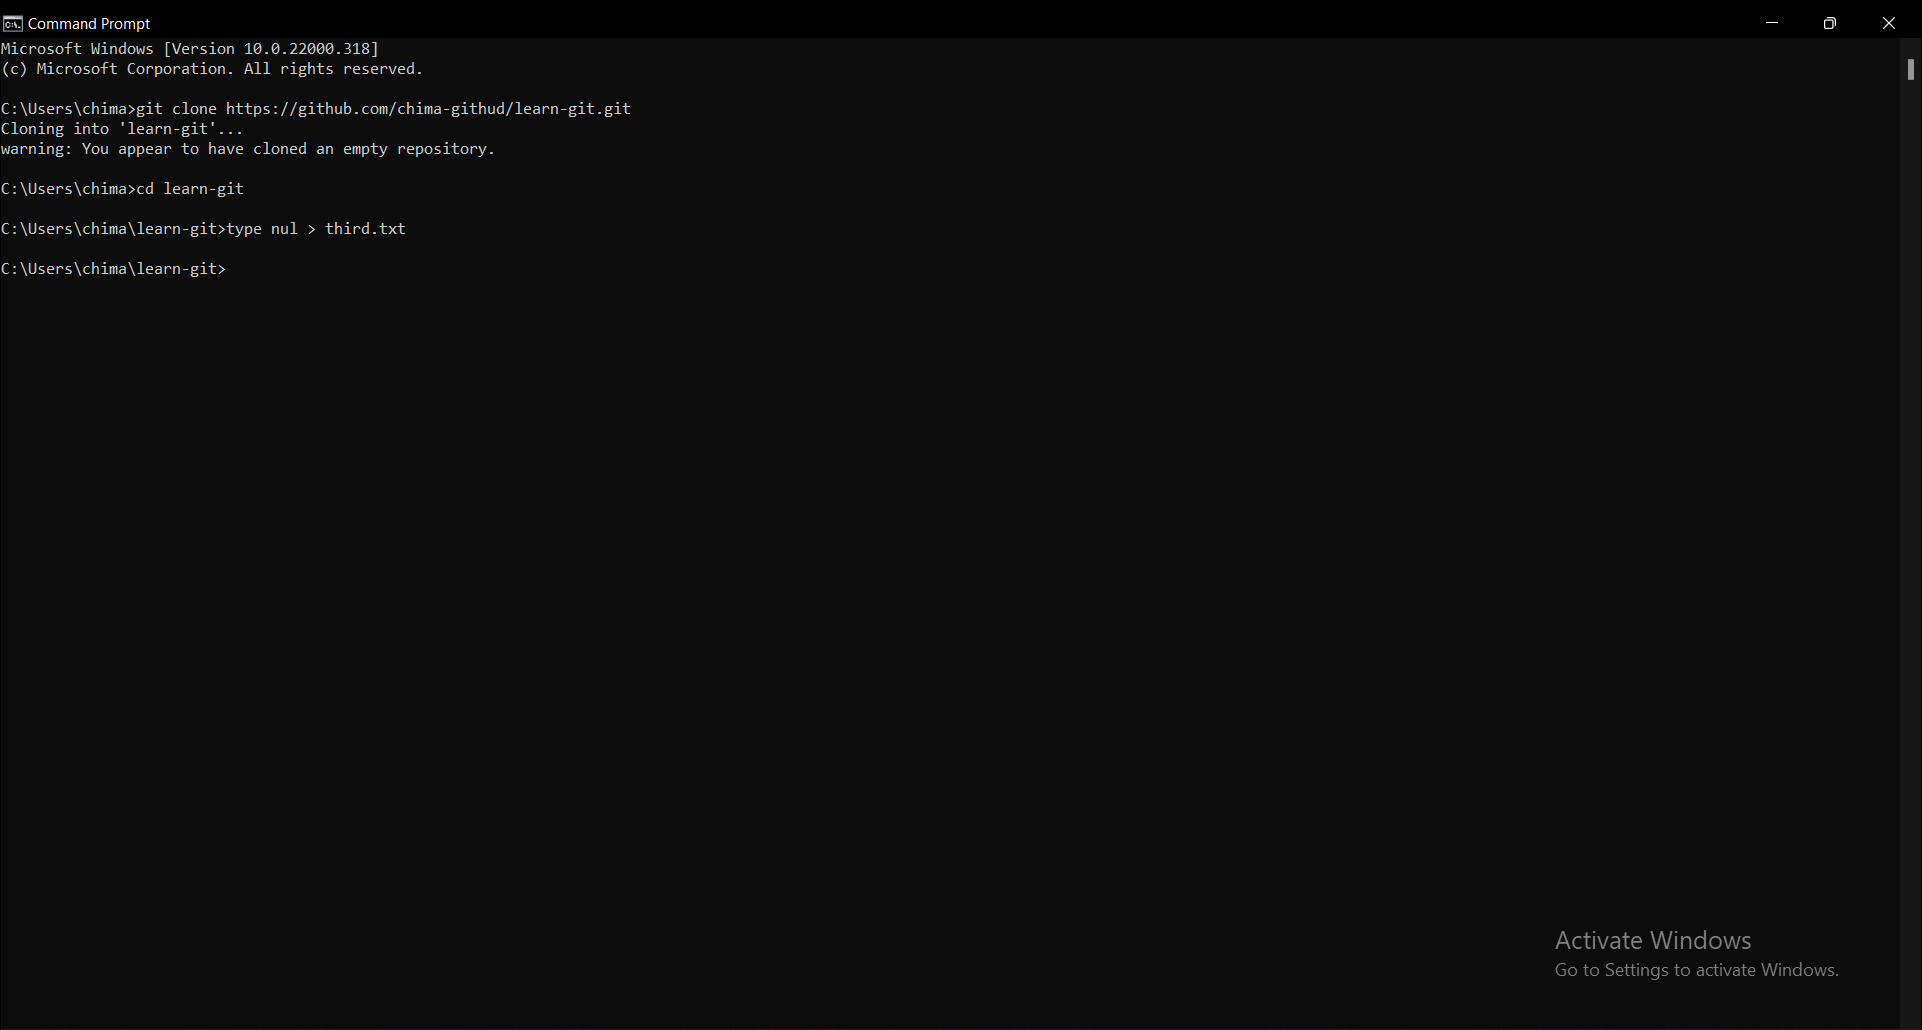 Command Prompt
Microsoft Windows [Version 10.0.22000.318]
(c) Microsoft Corporation. All rights reserved.
C:\Users\chima>git clone https://github.com/chima-githud/learn-git.git
Cloning into 'learn-git'...
warning: You appear to have cloned an empty repository.
C:\Users\chima>cd learn-git
C:\Users\chima\learn-git>type nul > third.txt
C:\Users\chima\learn-git>
Activate Windows
Go to Settings to activate Windows.